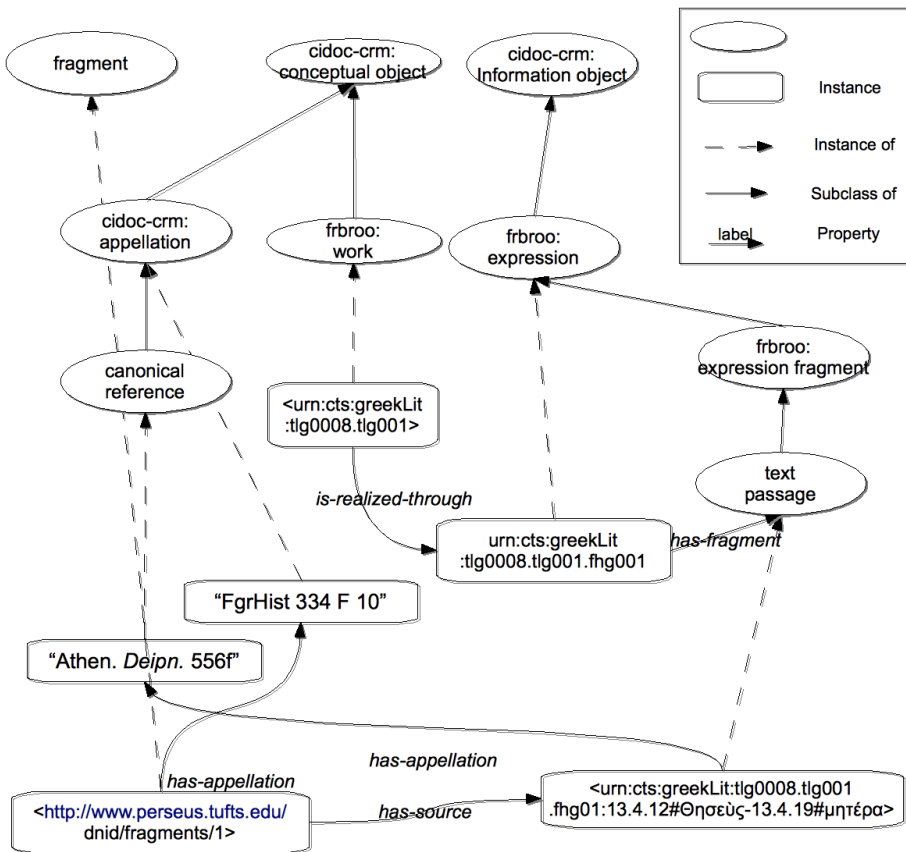 fragment
cidoc-crm:
conceptual object
cidoc-crm:
Information object
Instance
Instance of
Subclass of
label
Property
cidoc-crm:
appellation
frbroo:
work
frbroo:
expression
canonical
reference
frbroo:
expression fragment
<urn:cts:greekLit
:tlg0008.tlg001>
text
passage
is-realized-through
urn:cts:greekLit
:tlg0008.tlg001.fhg001
has-fragment
“FgrHist 334 F 10”
“Athen. Deipn. 556f”
has-appellation
has-appellation
<http://www.perseus.tufts.edu/
dnid/fragments/1>
has-source
<urn:cts:greekLit:tlg0008.tlg001
.fhg01:13.4.12#Θησεὺς-13.4.19#μητέρα>